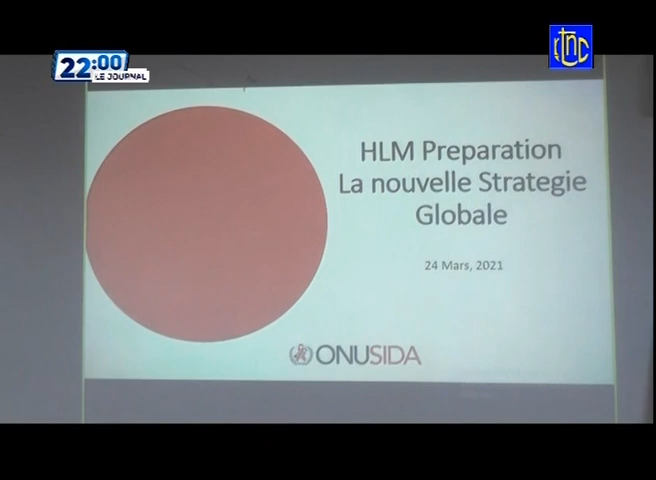 22:00
LE JOURNAL
rtnc
HLM Preparation
La nouvelle Strategie
Globale
24 Mars, 2021
ONUSIDA